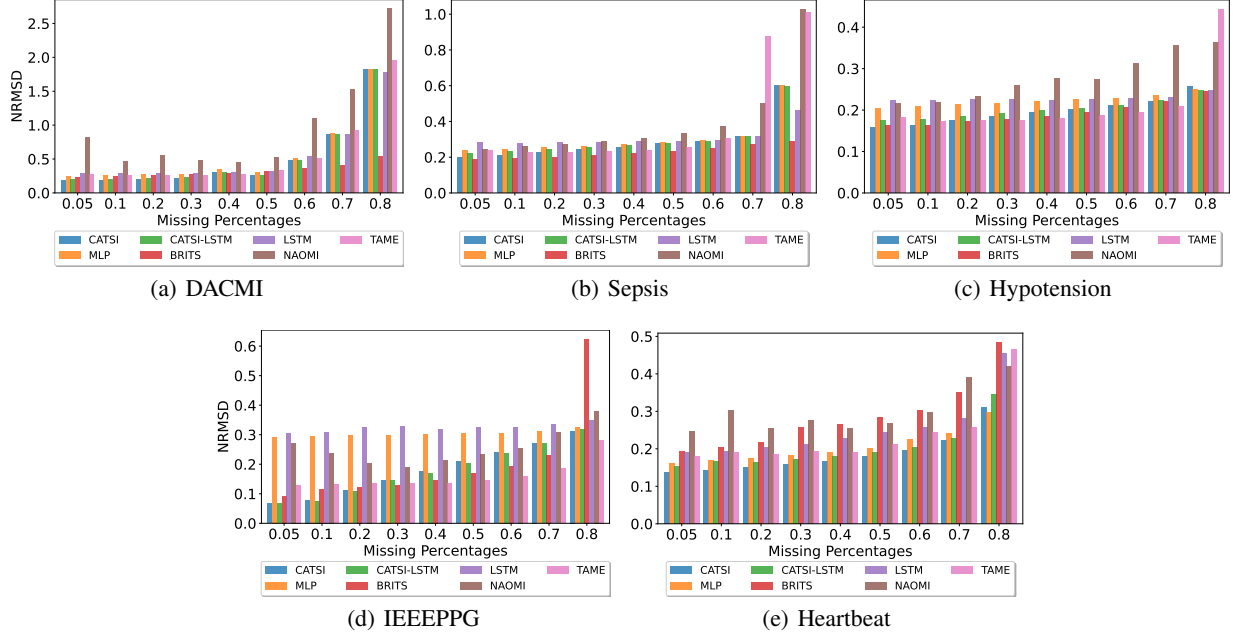 2.5
2.0
1.5
1.0
0.5
0.0
NRMSD
0.05 0.1 0.2 0.3 0.4 0.5 0.6 0.7 0.8
Missing Percentages
CATSI CATSI-LSTM LSTM TAME
MLP BRITS NAOMI
(a) DACMI
1.0
0.8
0.6
0.4
0.2
0.0
0.05 0.1 0.2 0.3 0.4 0.5 0.6 0.7 0.8
Missing Percentages
CATSI CATSI-LSTM LSTM TAME
MLP BRITS NAOMI
(b) Sepsis
0.4
0.3
0.2
0.1
0.0
0.05 0.1 0.2 0.3 0.4 0.5 0.6 0.7 0.8
Missing Percentages
CATSI CATSI-LSTM LSTM TAME
MLP BRITS NAOMI
(c) Hypotension
0.6
0.5
0.4
0.3
0.2
0.1
0.0
NRMSD
0.05 0.1 0.2 0.3 0.4 0.5 0.6 0.7 0.8
Missing Percentages
CATSI CATSI-LSTM LSTM TAME
MLP BRITS NAOMI
(d) IEEEPPG
0.5
0.4
0.3
0.2
0.1
0.0
0.05 0.1 0.2 0.3 0.4 0.5 0.6 0.7 0.8
Missing Percentages
CATSI CATSI-LSTM LSTM TAME
MLP BRITS NAOMI
(e) Heartbeat